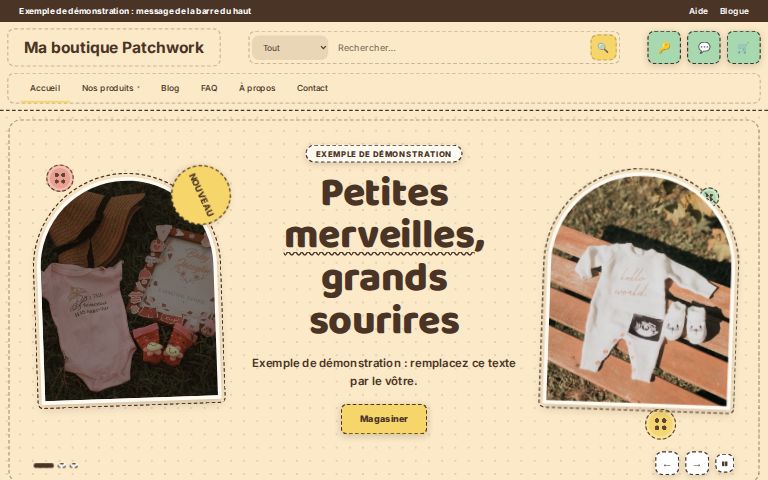 Exemple de démonstration : message de la barre du haut
Aide Blogue
Ma boutique Patchwork
Tout
Rechercher...
Accueil Nos produits Blog FAQ À propos Contact
EXEMPLE DE DÉMONSTRATION
NOUVEAU
Petites
merveilles,
grands
sourires
hello
world
Exemple de démonstration : remplacez ce texte
par le vôtre.
Magasiner